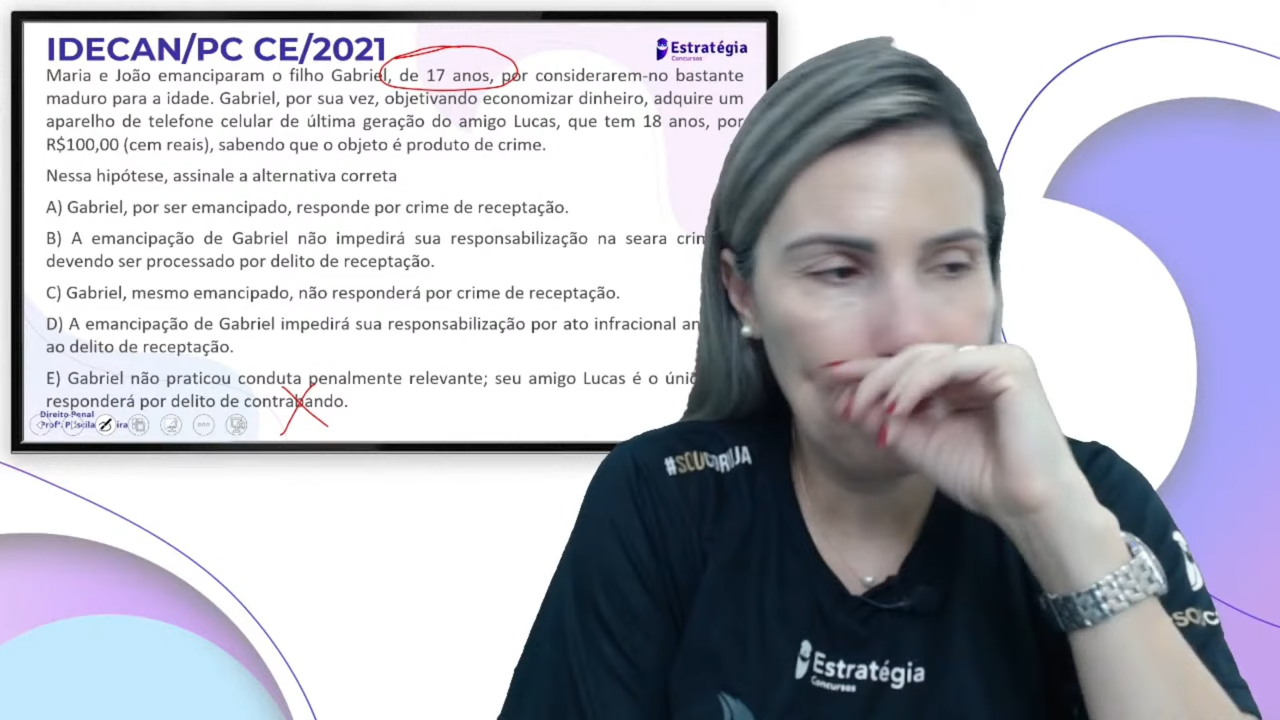 IDECAN/PC CE/2021
Estratégia
Concursos
Maria e João emanciparam o filho Gabriel, de 17 anos, por considerarem-no bastante
maduro para a idade. Gabriel, por sua vez, objetivando economizar dinheiro, adquire um
aparelho de telefone celular de última geração do amigo Lucas, que tem 18 anos, por
R$100,00 (cem reais), sabendo que o objeto é produto de crime.
Nessa hipótese, assinale a alternativa correta
A) Gabriel, por ser emancipado, responde por crime de receptação.
B) A emancipação de Gabriel não impedirá sua responsabilização na seara
devendo ser processado por delito de receptação.
C) Gabriel, mesmo emancipado, não responderá por crime de receptação.
D) A emancipação de Gabriel impedirá sua responsabilização por ato infracional
ao delito de receptação.
E) Gabriel não praticou conduta penalmente relevante; seu amigo Lucas é o
responderá por delito de contrabando.
Direito Penal
Estratégia
Concursos